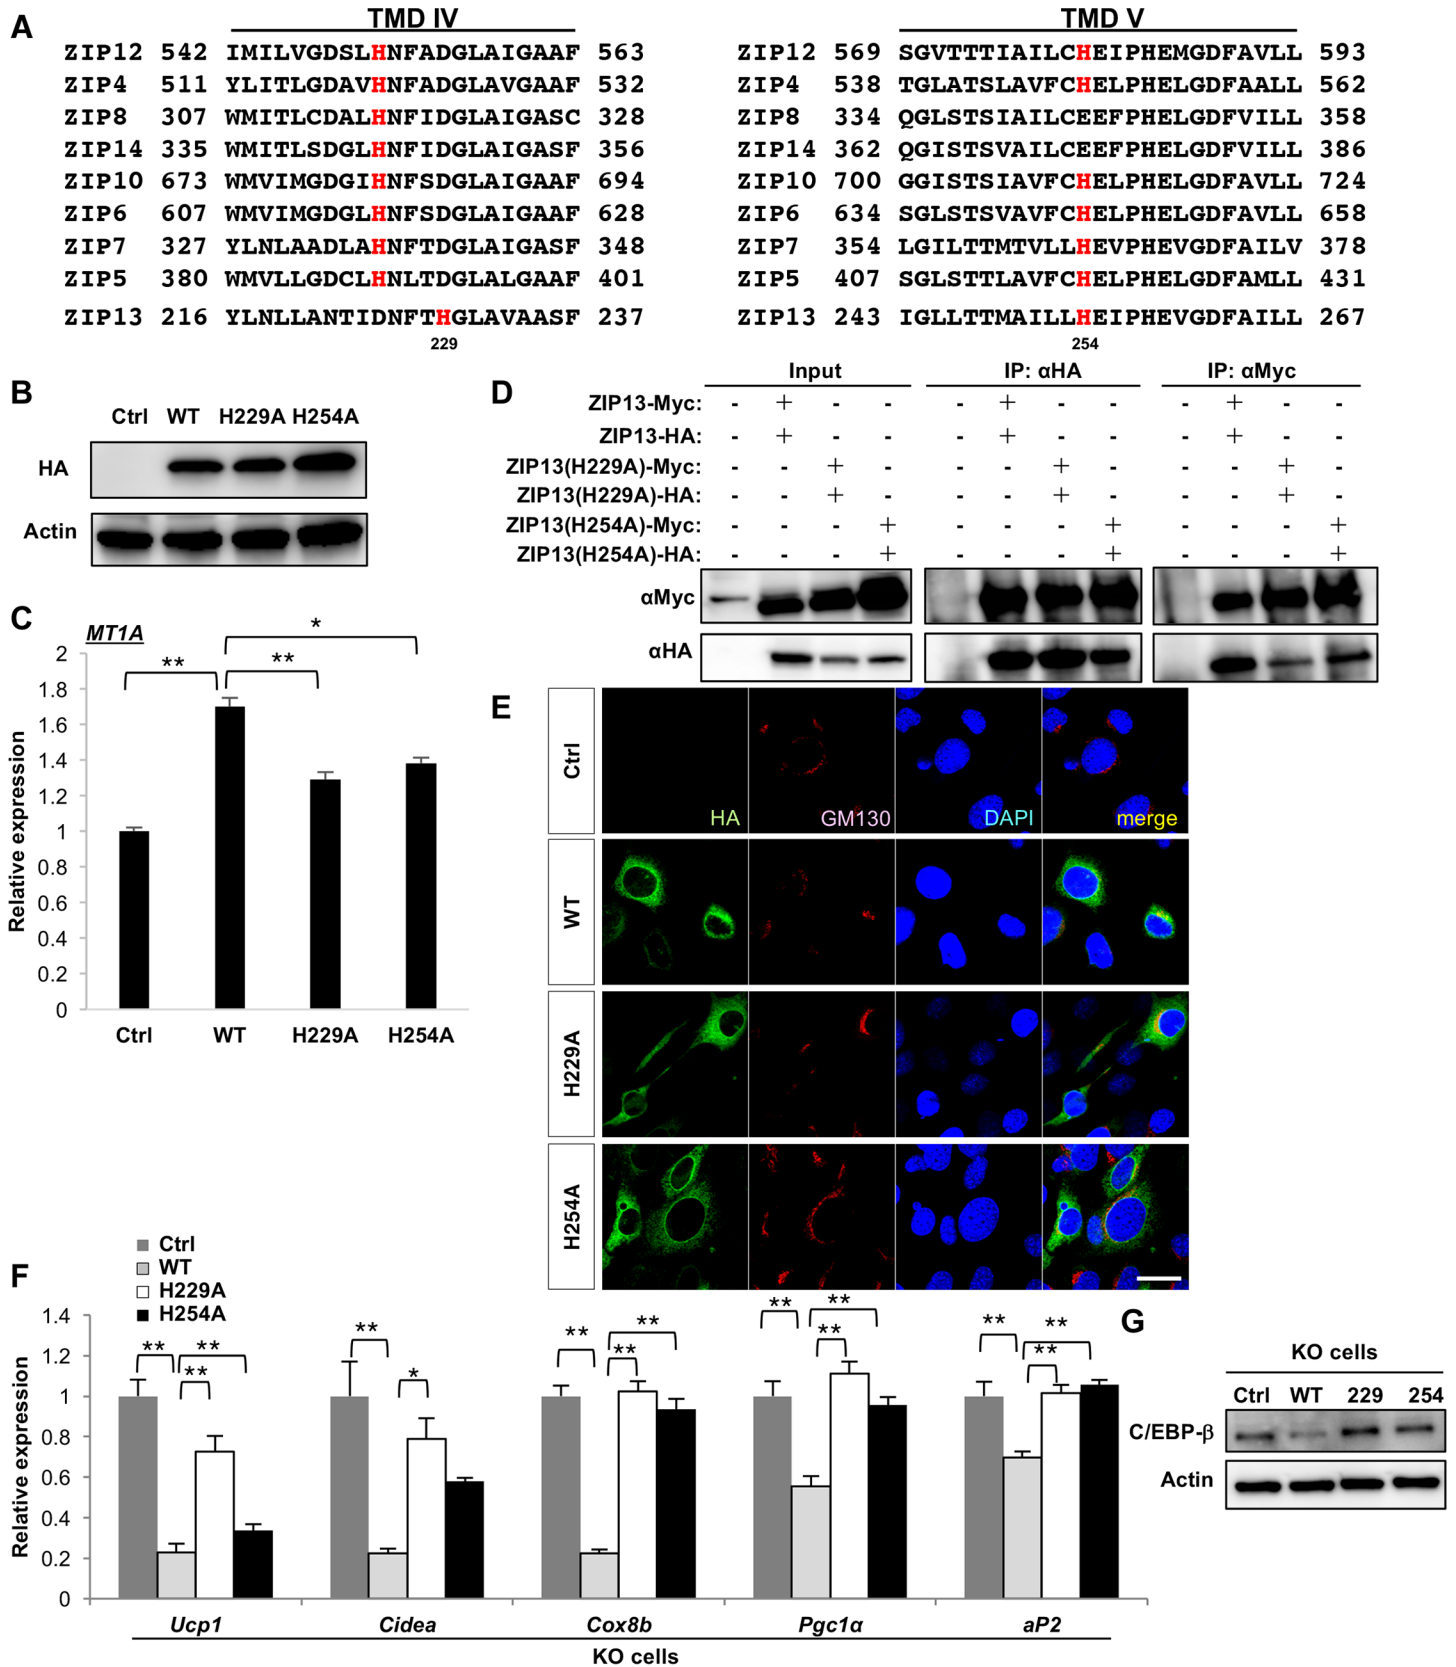 A
TMD IV
TMD V
ZIP12 542 IMILVGDSLHNFADGLAIGAAF 563
ZIP12 569 SGVTTTIAILCHEIPHEMGDFAVLL 593
ZIP4 511 YLITLGDAVHNFADGLAVGAAF 532
ZIP4 538 TGLATSLAVFCHELPHELGDFAALL 562
ZIP8 307 WMITLCDALHNFIDGLAIGASC 328
ZIP8 334 QGLSTSIAILCEEFPHELGDFVILL 358
ZIP14 335 WMITLSDGLHNFIDGLAIGASF 356
ZIP14 362 QGISTSVAILCEEFPHELGDFVILL 386
ZIP10 673 WMVIMGDGIHNFSDGLAIGAAF 694
ZIP10 700 GGISTSIAVFCHELPHELGDFAVLL 724
ZIP6 607 WMVIMGDGLHNFSDGLAIGAAF 628
ZIP6 634 SGLSTSVAVFCHELPHELGDFAVLL 658
ZIP7 327 YLNLAADLAHNFTDGLAIGASF 348
ZIP7 354 LGILTTMTVLLHEVPHEVGDFAILV 378
ZIP5 380 WMVLLGDCLHNLTDGLALGAAF 401
ZIP5 407 SGLSTTLAVFCHELPHELGDFAMLL 431
ZIP13 216 YLNLLANTIDNFTHGLAVAASF 237
ZIP13 243 IGLLTTMAILLHEIPHEVGDFAILL 267
229
254
B
Ctrl WT H229A H254A
HA
Actin
C
MT1A
** ** *
Relative expression
2
1.8
1.6
1.4
1.2
1
0.8
0.6
0.4
0.2
0
Ctrl WT H229A H254A
D
Input IP: αHA IP: αMyc
ZIP13-Myc: - + - - - + - - - + - -
ZIP13-HA: - + - - - + - - - + - -
ZIP13(H229A)-Myc: - - + - - - + - - - + -
ZIP13(H229A)-HA: - - + - - - + - - - + -
ZIP13(H254A)-Myc: - - - + - - - + - - - +
ZIP13(H254A)-HA: - - - + - - - + - - - +
αMyc
αHA
E
Ctrl
HA GM130 DAPI merge
WT
H229A
H254A
F
Ctrl
WT
H229A
H254A
Relative expression
1.4
1.2
1
0.8
0.6
0.4
0.2
0
** ** **
** *
** ** **
** ** **
** ** **
Ucp1 Cidea Cox8b Pgc1α aP2
KO cells
G
KO cells
Ctrl WT 229 254
C/EBP-β
Actin